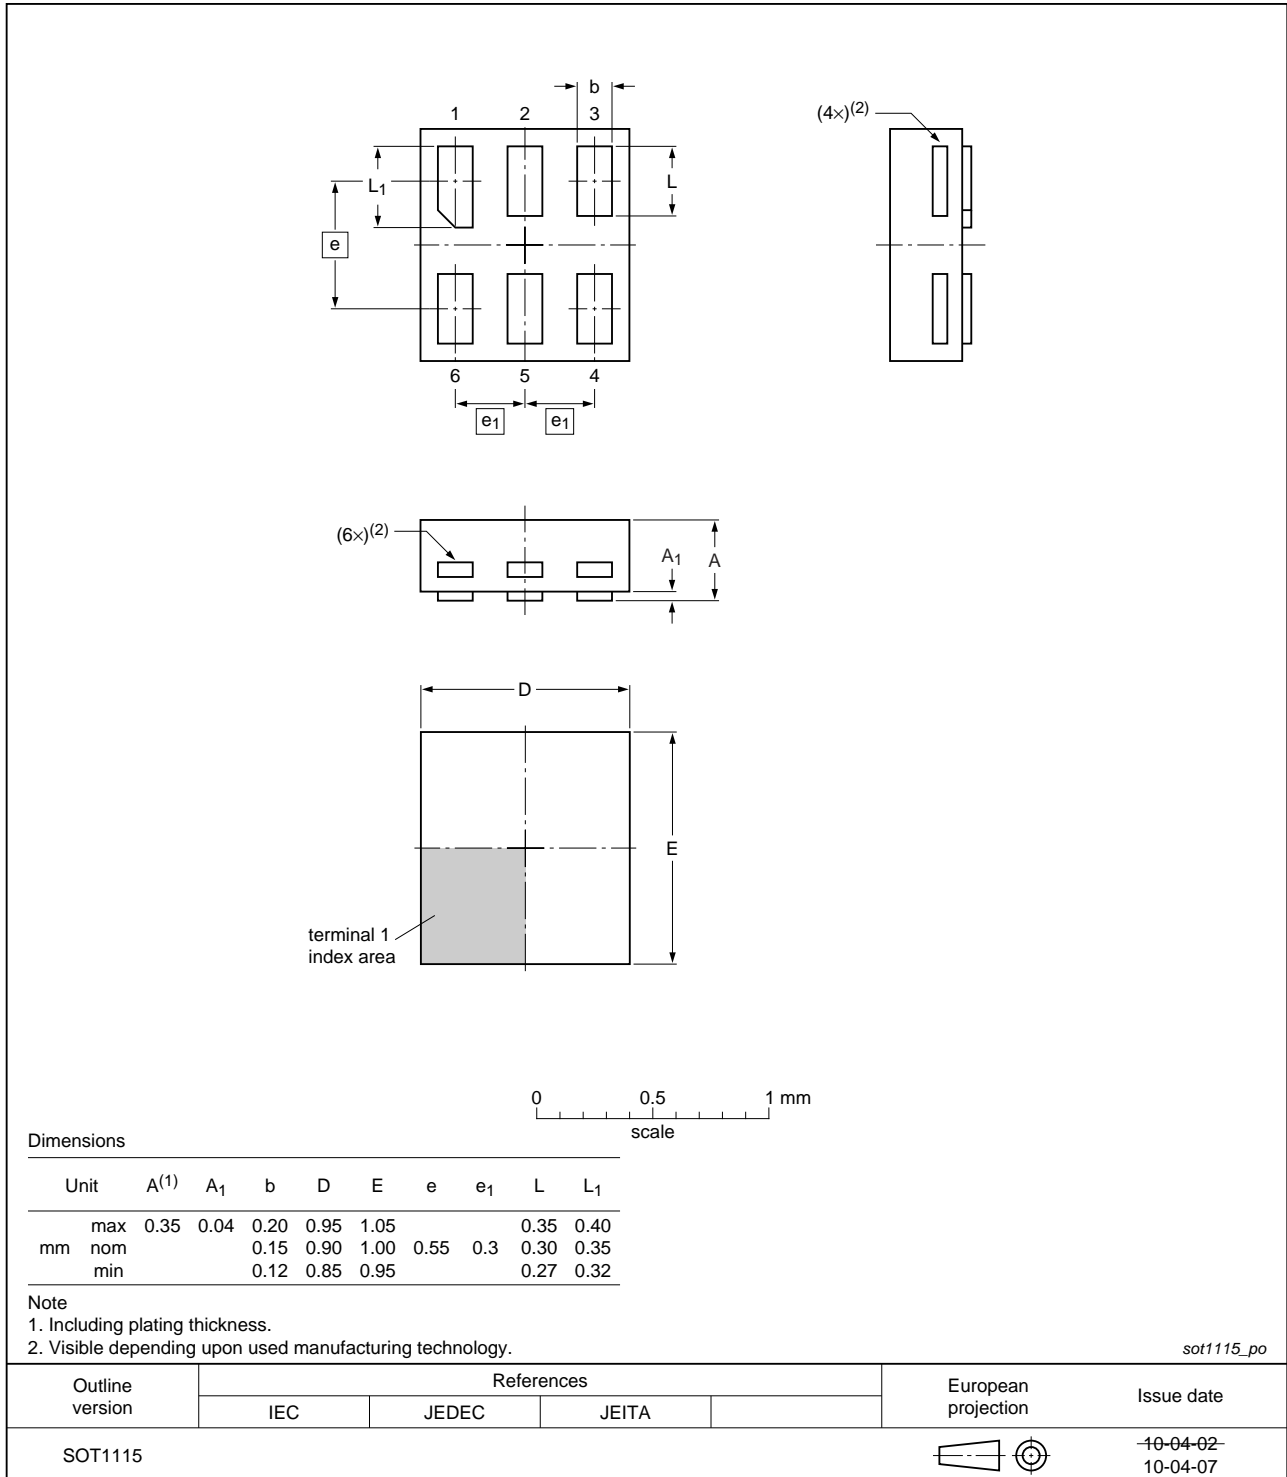 b
1 2 3
(4×)(2)
L1
L
e
6 5 4
e1 e1
(6×)(2)
A1 A
D
E
terminal 1
index area
0 0.5 1 mm
scale
Dimensions
Unit A(1) A1 b D E e e1 L L1
max 0.35 0.04 0.20 0.95 1.05 0.35 0.40
mm nom 0.15 0.90 1.00 0.55 0.3 0.30 0.35
min 0.12 0.85 0.95 0.27 0.32
Note
1. Including plating thickness.
2. Visible depending upon used manufacturing technology.
sot1115_po
Outline
version
References
IEC JEDEC JEITA
European
projection
Issue date
SOT1115
10-04-02
10-04-07